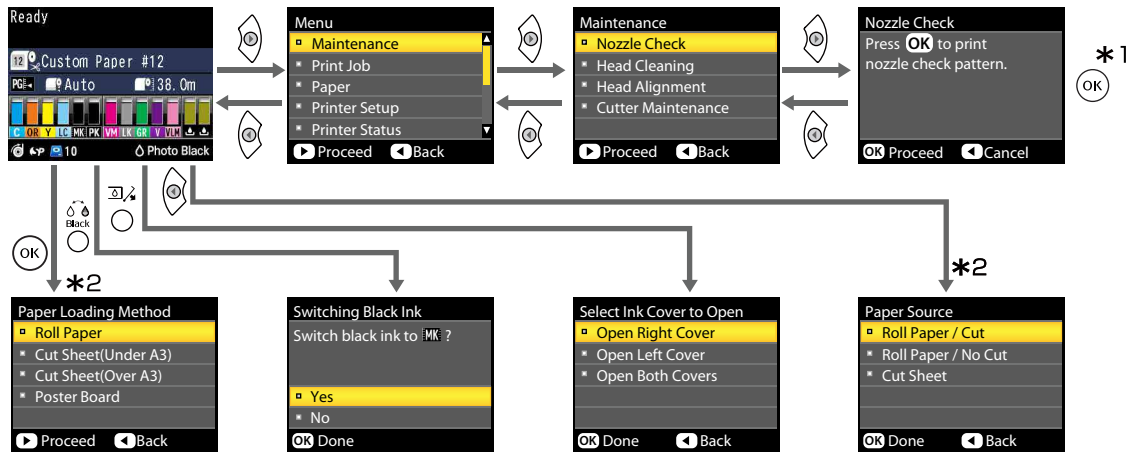 Ready
12 Custom Paper #12
PG Auto 38. 0m
C OR Y LC MK PK VM LK GR V VLM
10 Photo Black
Menu
Maintenance
Print Job
Paper
Printer Setup
Printer Status
Proceed Back
Maintenance
Nozzle Check
Head Cleaning
Head Alignment
Cutter Maintenance
Proceed Back
Nozzle Check
Press OK to print
nozzle check pattern.
OK Proceed Cancel
*1
OK
Black
OK
*2
*2
Paper Loading Method
Roll Paper
Cut Sheet(Under A3)
Cut Sheet(Over A3)
Poster Board
Proceed Back
Switching Black Ink
Switch black ink to MK ?
Yes
No
OK Done
Select Ink Cover to Open
Open Right Cover
Open Left Cover
Open Both Covers
OK Done Back
Paper Source
Roll Paper / Cut
Roll Paper / No Cut
Cut Sheet
OK Done Back